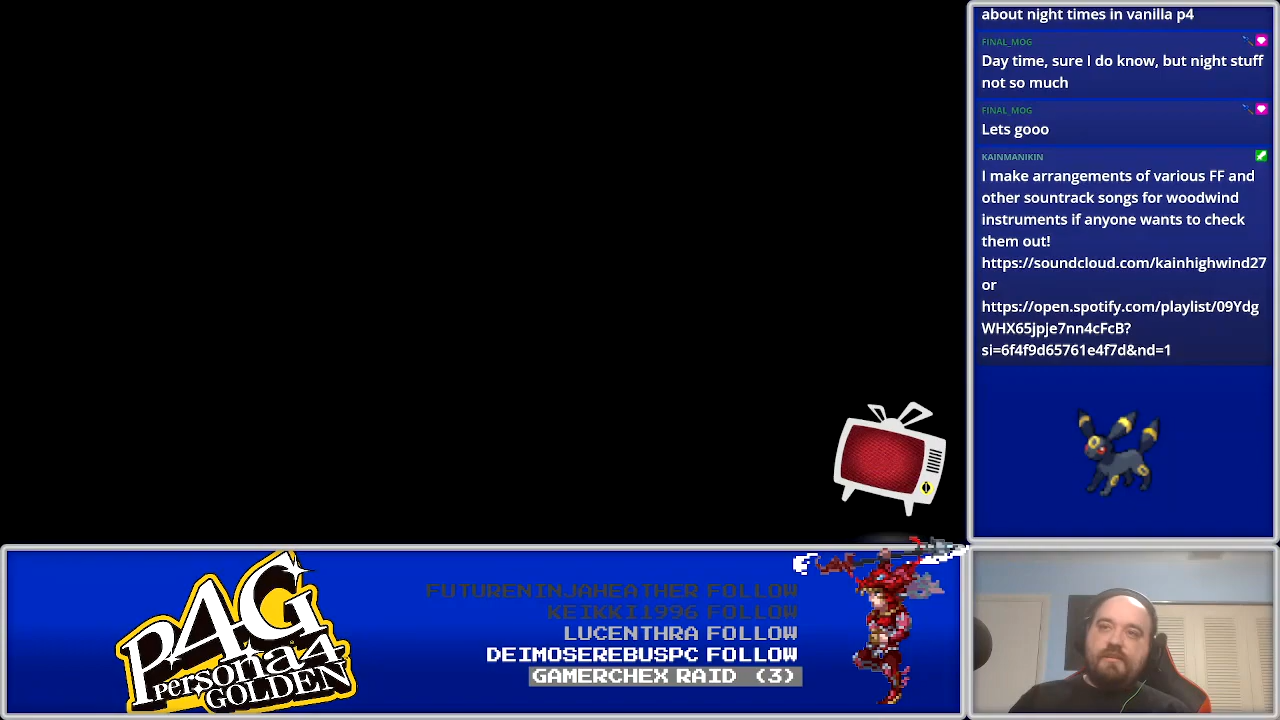 about night times in vanilla p4
FINAL_MOG
Day time, sure I do know, but night stuff
not so much
FINAL_MOG
Lets gooo
KAINMANIKIN
I make arrangements of various FF and
other sountrack songs for woodwind
instruments if anyone wants to check
them out!
https://soundcloud.com/kainhighwind27
or
https://open.spotify.com/playlist/09Ydg
WHX65jpje7nn4cFcB?
si=6f4f9d65761e4f7d&nd=1
P4G
Persona4
GOLDEN
FUTURENINJAHEATHER FOLLOW
KEIKKI1996 FOLLOW
LUCENTHRA FOLLOW
DEIMOSEREBUSPC FOLLOW
GAMERCHEX RAID (3)